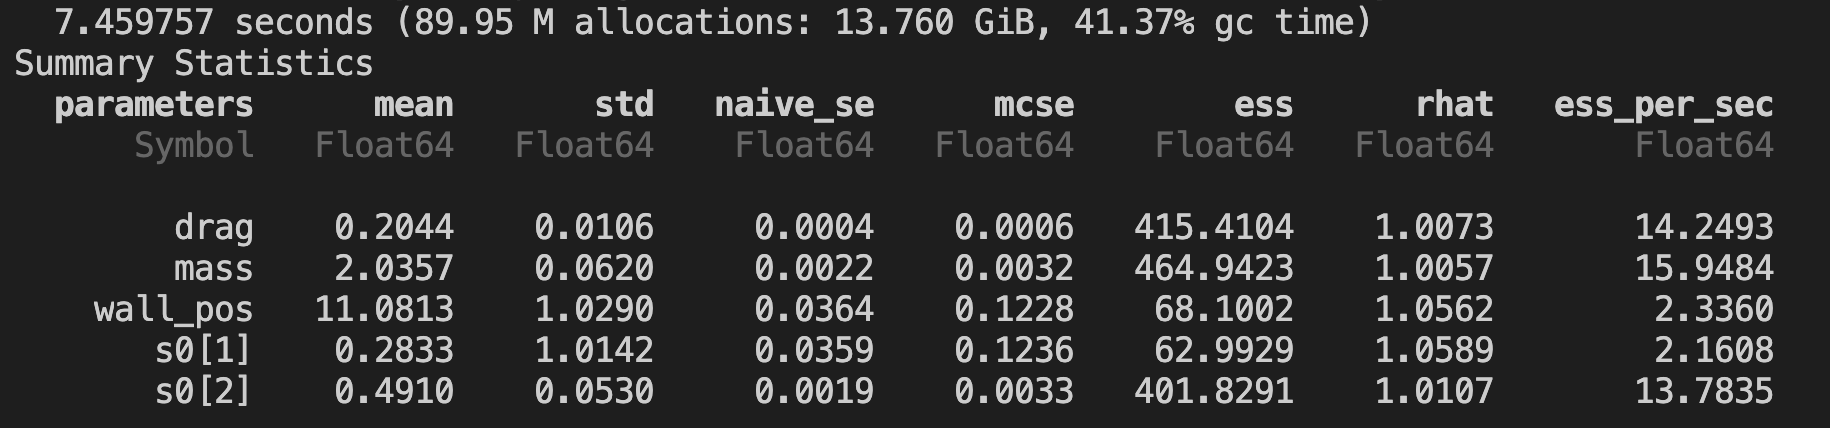 7.459757 seconds (89.95 M allocations: 13.760 GiB, 41.37% gc time)
Summary Statistics
parameters mean std naive_se mcse ess rhat ess_per_sec
Symbol Float64 Float64 Float64 Float64 Float64 Float64 Float64
drag 0.2044 0.0106 0.0004 0.0006 415.4104 1.0073 14.2493
mass 2.0357 0.0620 0.0022 0.0032 464.9423 1.0057 15.9484
wall_pos 11.0813 1.0290 0.0364 0.1228 68.1002 1.0562 2.3360
s0[1] 0.2833 1.0142 0.0359 0.1236 62.9929 1.0589 2.1608
s0[2] 0.4910 0.0530 0.0019 0.0033 401.8291 1.0107 13.7835